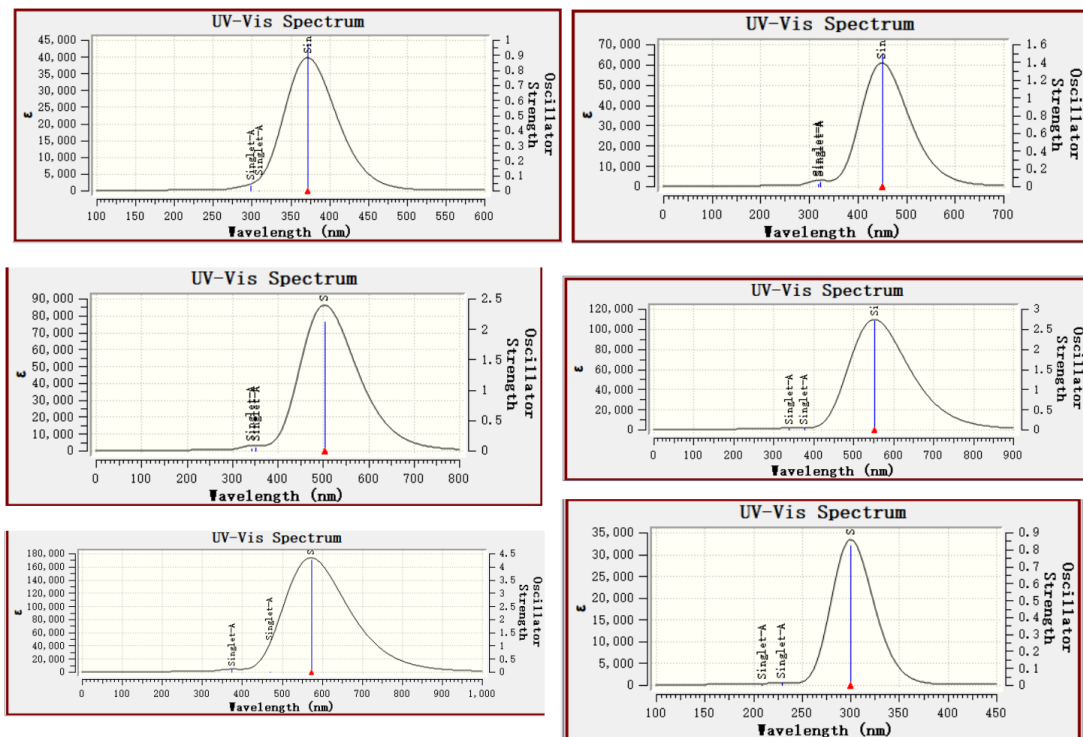 UV-Vis Spectrum
45,000
40,000
35,000
30,000
25,000
20,000
15,000
10,000
5,000
0
ε
1
0.9
0.8
0.7
0.6
0.5
0.4
0.3
0.2
0.1
0
Oscillator
Strength
Sin
Singlet-A
Singlet-A
100 150 200 250 300 350 400 450 500 550 600
Wavelength (nm)
UV-Vis Spectrum
70,000
60,000
50,000
40,000
30,000
20,000
10,000
0
ε
1.6
1.4
1.2
1
0.8
0.6
0.4
0.2
0
Oscillator
Strength
Sin
Singlet-A
Singlet-A
0 100 200 300 400 500 600 700
Wavelength (nm)
UV-Vis Spectrum
90,000
80,000
70,000
60,000
50,000
40,000
30,000
20,000
10,000
0
ε
2.5
2
1.5
1
0.5
0
Oscillator
Strength
S
Singlet-A
Singlet-A
0 100 200 300 400 500 600 700 800
Wavelength (nm)
UV-Vis Spectrum
120,000
100,000
80,000
60,000
40,000
20,000
0
ε
3
2.5
2
1.5
1
0.5
0
Oscillator
Strength
Si
Singlet-A
Singlet-A
0 100 200 300 400 500 600 700 800 900
Wavelength (nm)
UV-Vis Spectrum
180,000
160,000
140,000
120,000
100,000
80,000
60,000
40,000
20,000
ε
4.5
4
3.5
3
2.5
2
1.5
1
0.5
0
Oscillator
Strength
S
Singlet-A
Singlet-A
0 100 200 300 400 500 600 700 800 900 1,000
Wavelength (nm)
UV-Vis Spectrum
35,000
30,000
25,000
20,000
15,000
10,000
5,000
0
ε
0.9
0.8
0.7
0.6
0.5
0.4
0.3
0.2
0.1
0
Oscillator
Strength
S
Singlet-A
Singlet-A
100 150 200 250 300 350 400 450
Wavelength (nm)